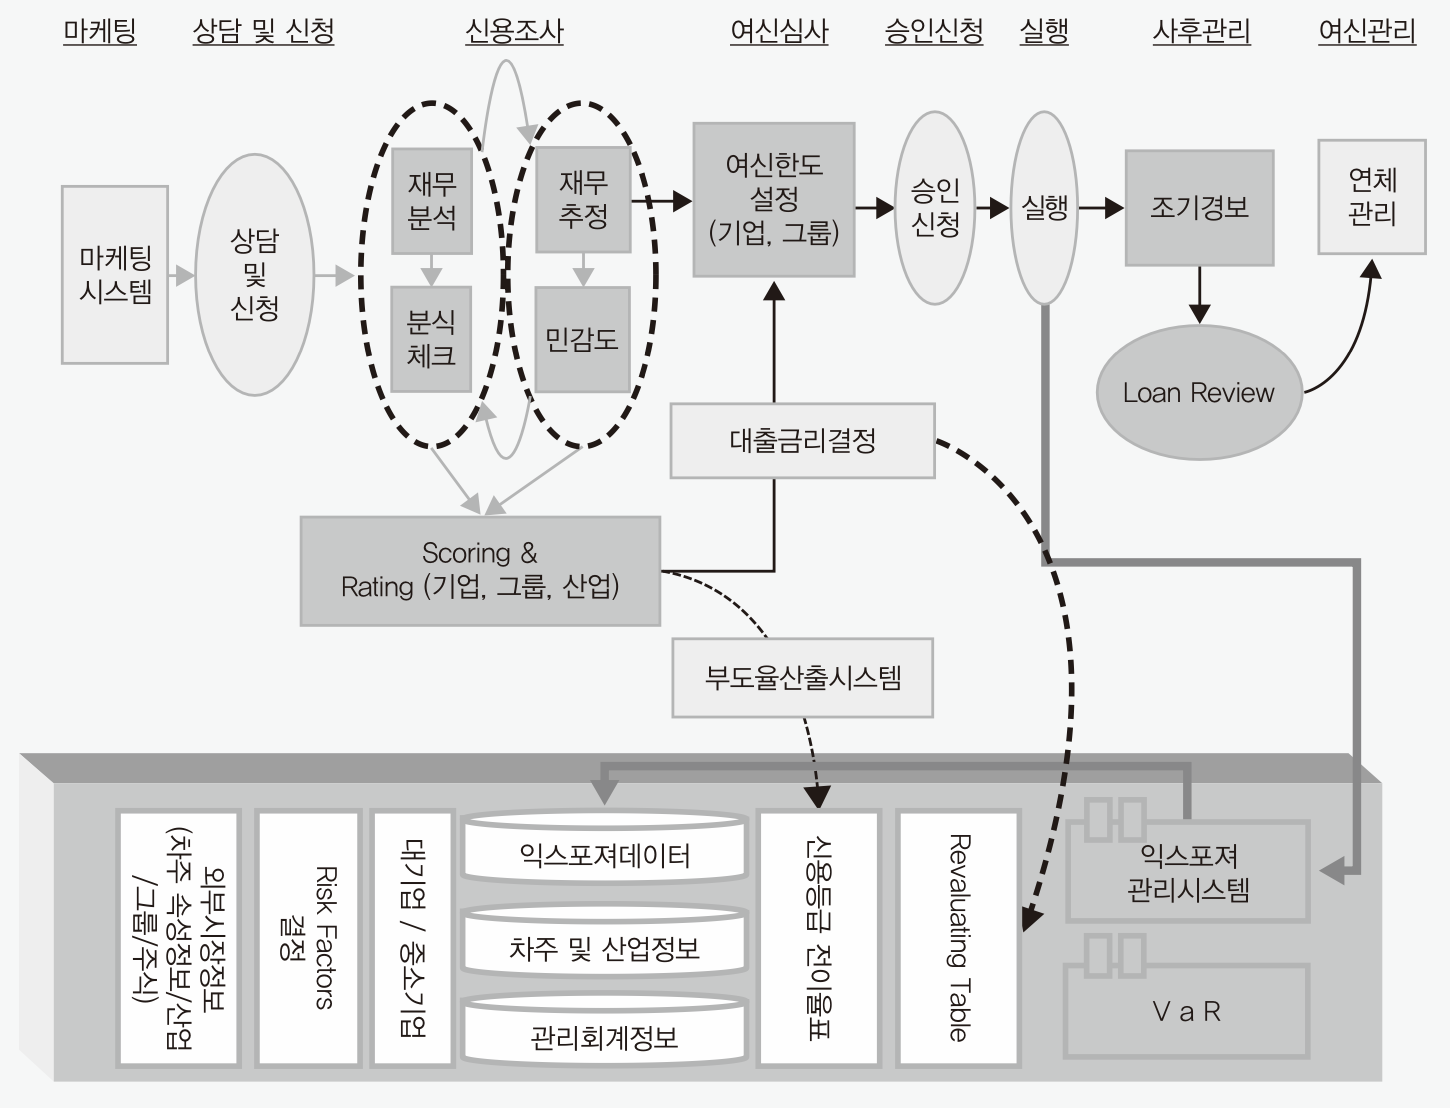 마케팅
상담 및 신청
신용조사
여신심사
승인신청
실행
사후관리
여신관리
마케팅
시스템
상담
및
신청
재무
분석
분식
체크
재무
추정
민감도
여신한도
설정
(기업, 그룹)
승인
신청
실행
조기경보
연체
관리
Loan Review
대출금리결정
Scoring &
Rating (기업, 그룹, 산업)
부도율산출시스템
외부시장정보
(차주 속성정보/산업
/그룹/주식)
Risk Factors
결정
대기업 / 중소기업
익스포져데이터
차주 및 산업정보
관리회계정보
신용등급 전이율표
Revaluating Table
익스포져
관리시스템
V a R